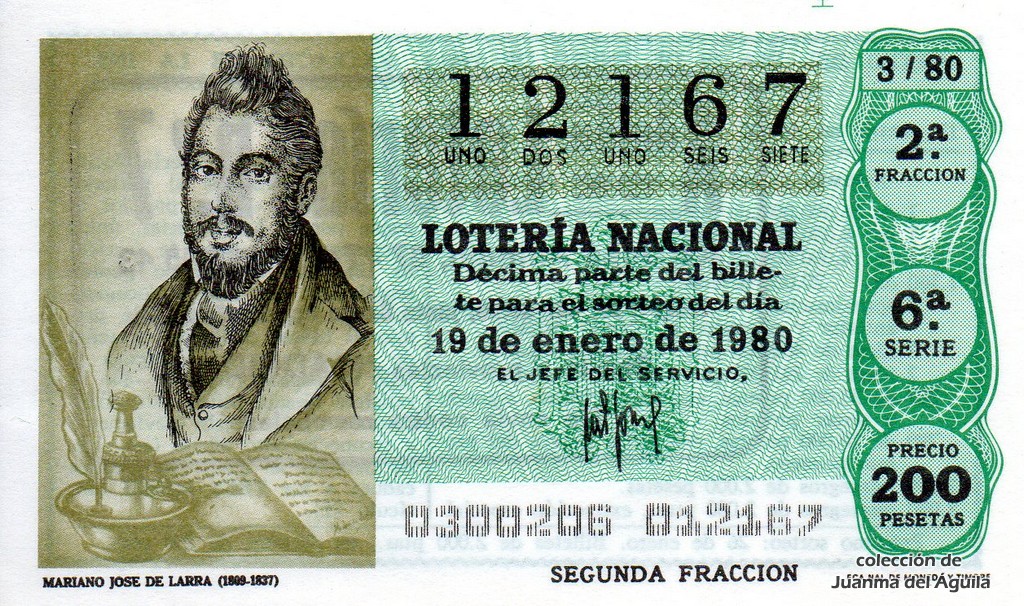 12167
UNO DOS UNO SEIS SIETE
LOTERÍA NACIONAL
Décima parte del bille-
te para el sorteo del día
19 de enero de 1980
EL JEFE DEL SERVICIO,
0300206 012167
SEGUNDA FRACCION
MARIANO JOSE DE LARRA (1809-1837)
3 / 80
2.ª
FRACCION
6.ª
SERIE
PRECIO
200
PESETAS
colección de
Juanma del Águila